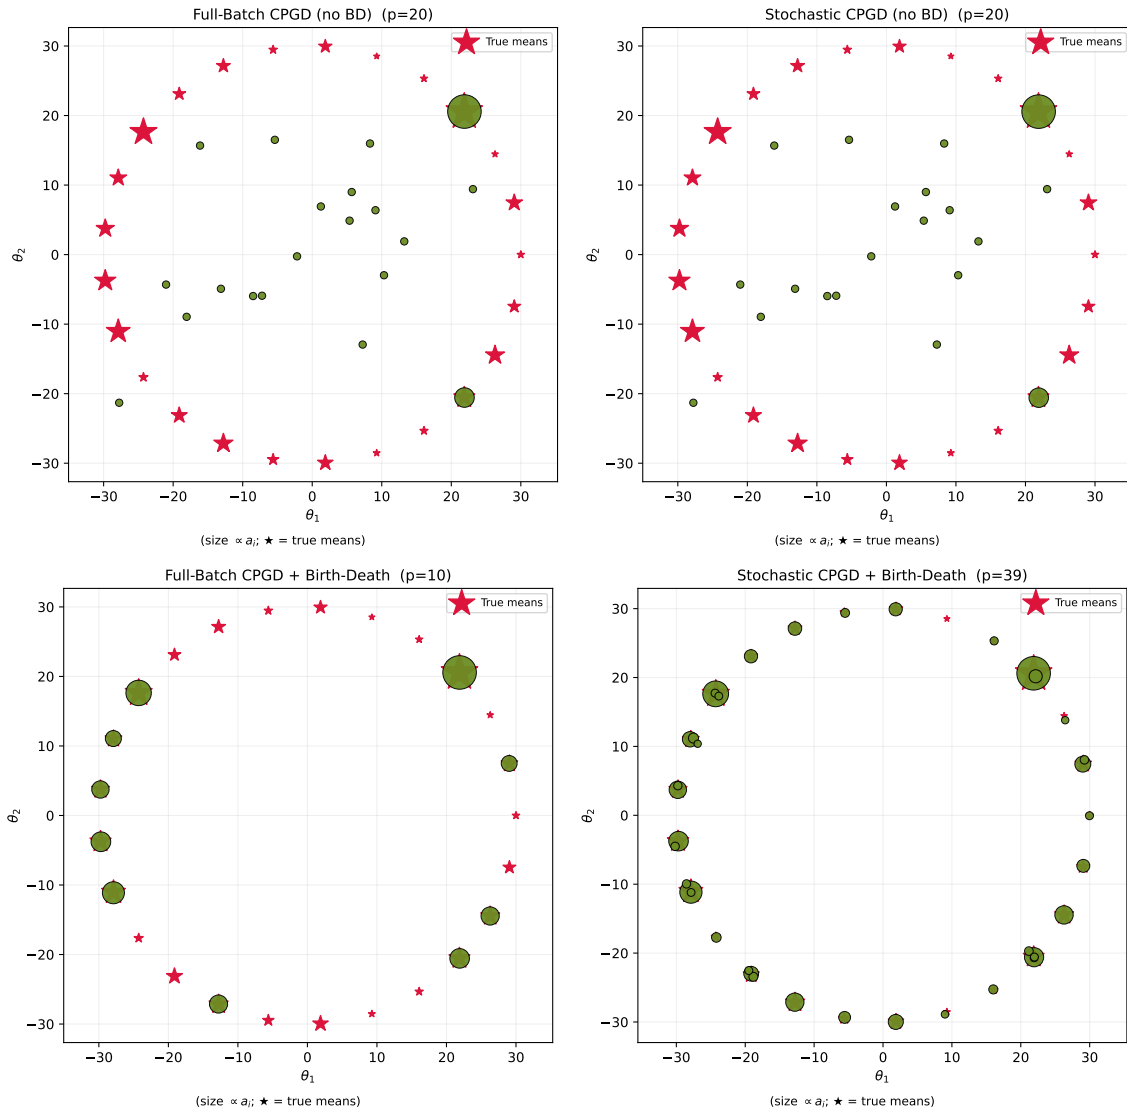 Full-Batch CPGD (no BD)  (p=20)
True means
30
20
10
0
−10
−20
−30
θ₂
−30 −20 −10 0 10 20 30
θ₁
(size ∝ aᵢ; ★ = true means)
Stochastic CPGD (no BD)  (p=20)
True means
30
20
10
0
−10
−20
−30
θ₂
−30 −20 −10 0 10 20 30
θ₁
(size ∝ aᵢ; ★ = true means)
Full-Batch CPGD + Birth-Death  (p=10)
True means
30
20
10
0
−10
−20
−30
θ₂
−30 −20 −10 0 10 20 30
θ₁
(size ∝ aᵢ; ★ = true means)
Stochastic CPGD + Birth-Death  (p=39)
True means
30
20
10
0
−10
−20
−30
θ₂
−30 −20 −10 0 10 20 30
θ₁
(size ∝ aᵢ; ★ = true means)